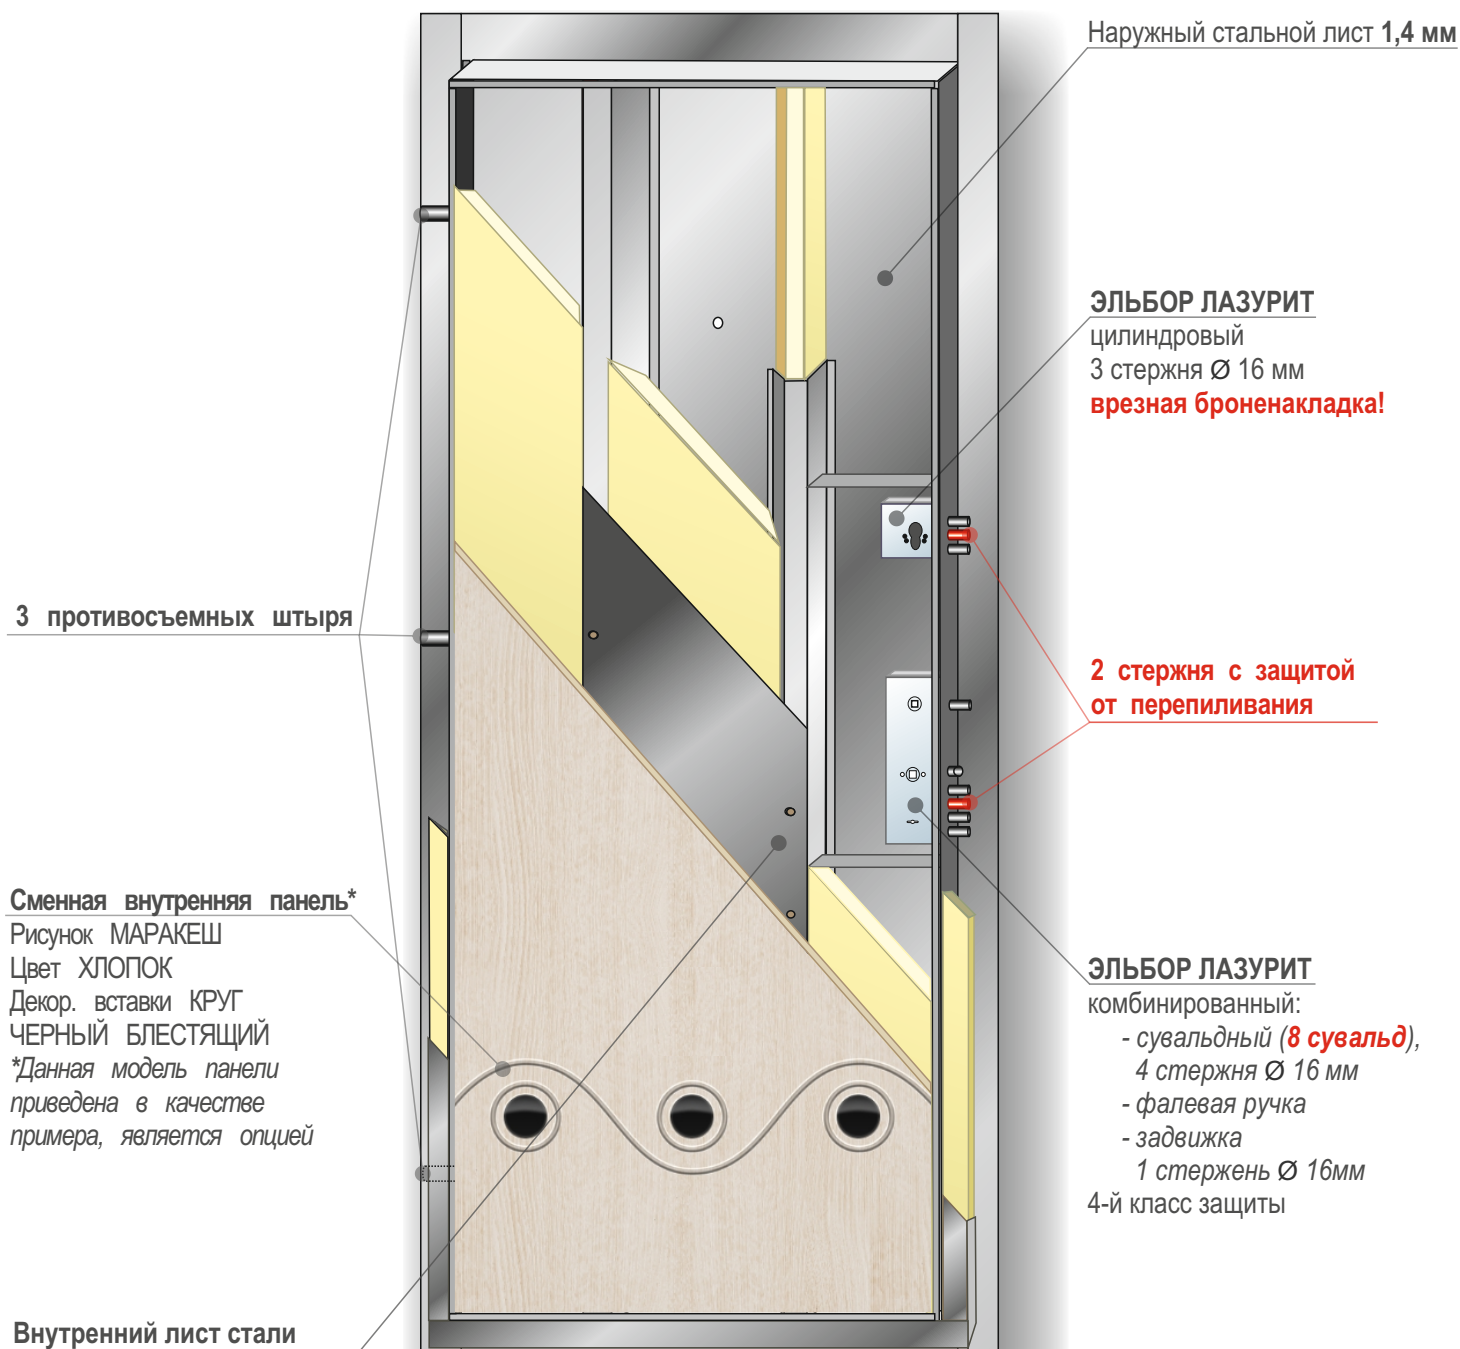 Наружный стальной лист 1,4 мм
ЭЛЬБОР ЛАЗУРИТ
цилиндровый
3 стержня Ø 16 мм
врезная броненакладка!
3 противосъемных штыря
2 стержня с защитой
от перепиливания
Сменная внутренняя панель*
Рисунок МАРАКЕШ
Цвет ХЛОПОК
Декор. вставки КРУГ
ЧЕРНЫЙ БЛЕСТЯЩИЙ
*Данная модель панели
приведена в качестве
примера, является опцией
ЭЛЬБОР ЛАЗУРИТ
комбинированный:
- сувальдный (8 сувальд),
4 стержня Ø 16 мм
- фалевая ручка
- задвижка
1 стержень Ø 16мм
4-й класс защиты
Внутренний лист стали